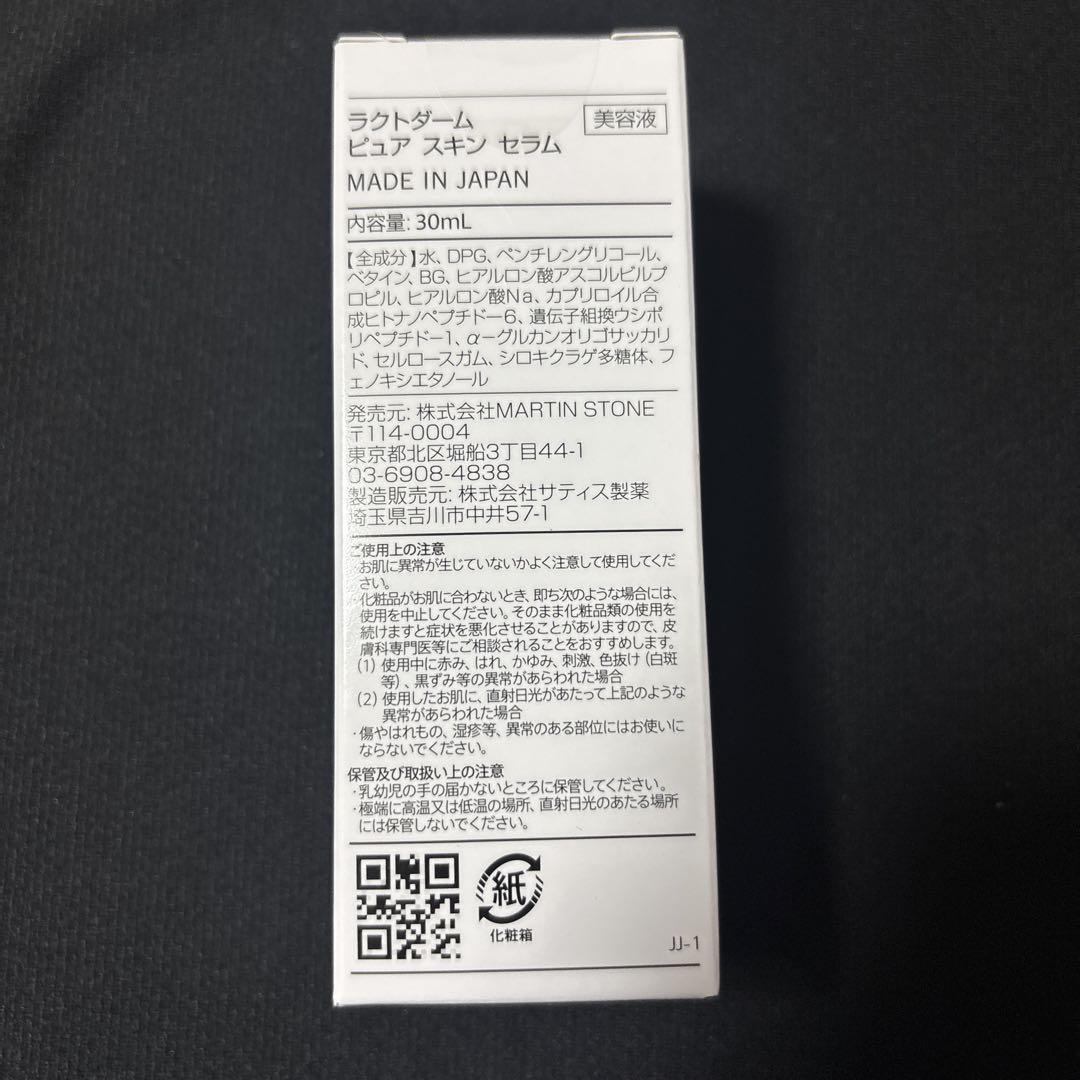 ラクトダーム
美容液
ピュア スキン セラム
MADE IN JAPAN
内容量: 30mL
【全成分】水、DPG、ペンチレングリコール、
ベタイン、BG、ヒアルロン酸アスコルビルプ
ロピル、ヒアルロン酸Na、カプリロイル合
成ヒトナノペプチドー6、遺伝子組換ウシポ
リペプチドー1、αーグルカンオリゴサッカリ
ド、セルロースガム、シロキクラゲ多糖体、フ
ェノキシエタノール
発売元: 株式会社MARTIN STONE
〒114-0004
東京都北区堀船3丁目44-1
03-6908-4838
製造販売元: 株式会社サティス製薬
埼玉県吉川市中井57-1
ご使用上の注意
・お肌に異常が生じていないかよく注意して使用してくだ
さい。
・化粧品がお肌に合わないとき、即ち次のような場合には、
使用を中止してください。そのまま化粧品類の使用を
続けますと症状を悪化させることがありますので、皮
膚科専門医等にご相談されることをおすすめします。
(1) 使用中に赤み、はれ、かゆみ、刺激、色抜け(白斑
等)、黒ずみ等の異常があらわれた場合
(2) 使用したお肌に、直射日光があたって上記のような
異常があらわれた場合
・傷やはれもの、湿疹等、異常のある部位にはお使いに
ならないでください。
保管及び取扱い上の注意
・乳幼児の手の届かないところに保管してください。
・極端に高温又は低温の場所、直射日光のあたる場所
には保管しないでください。
紙
化粧箱
JJ-1